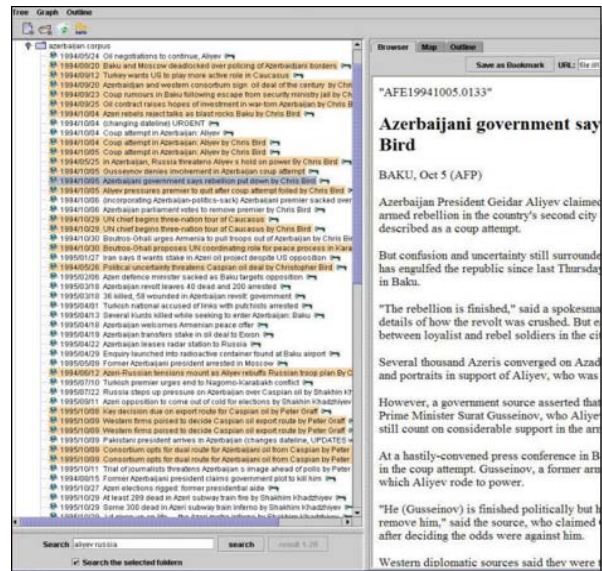 Tree Graph Outline
azerbaijan corpus
1994/05/24 Oil negotiations to continue, Aliyev
1994/09/20 Baku and Moscow deadlocked over policing of Azerbaidjani borders
1994/09/12 Turkey wants US to play more active role in Caucasus
1994/09/20 Azerbaidjan and western consortium sign oil deal of the century by Chris
1994/09/23 Coup rumours in Baku following escape from security ministry jail by Ch
1994/09/25 Oil contract raises hopes of investment in war-torn Azerbaijan by Chris B
1994/10/04 Azeri rebels reject talks as blast rocks Baku by Chris Bird
1994/10/04 (changing dateline) URGENT
1994/10/04 Coup attempt in Azerbaijan: Aliyev
1994/10/04 Coup attempt in Azerbaijan: Aliyev by Chris Bird
1994/05/25 In Azerbaijan, Russia threatens Aliyev s hold on power By Chris Bird
1994/10/05 Gusseynov denies involvement in Azerbaijan coup attempt
1994/10/05 Azerbaijani government says rebellion put down by Chris Bird
1994/10/05 Aliyev pressures premier to quit after coup attempt foiled by Chris Bird
1994/10/06 (incorporating Azerbaijan-politics-sack) Azerbaijani premier sacked over
1994/10/06 Azerbaijan parliament votes to remove premier by Chris Bird
1994/10/29 UN chief begins three-nation tour of Caucasus
1994/10/29 UN chief begins three-nation tour of Caucasus by Chris Bird
1994/10/30 Boutros-Ghali urges Armenia to pull troops out of Azerbaijan by Chris Bir
1994/10/30 Boutros-Ghali proposes UN coordinating role for peace process in Kara
1995/01/27 Iran says it wants stake in Azeri oil project despite US opposition
1994/05/26 Political uncertainty threatens Caspian oil deal by Christopher Bird
1995/02/06 Azeri defence minister sacked as Baku targets opposition
1995/03/18 Azerbaijan revolt leaves 40 dead and 200 arrested
1995/03/18 36 killed, 58 wounded in Azerbaijan revolt: government
1995/04/01 Turkish national accused of links with putchists arrested
1995/04/13 Several Kurds killed while seeking to enter Azerbaijan: Baku
1995/04/18 Azerbaijan welcomes Armenian peace offer
1995/04/19 Azerbaijan transfers stake in oil deal to Exxon
1995/04/22 Azerbaijan leases radar station to Russia
1995/04/29 Enquiry launched into radioactive container found at Baku airport
1995/05/09 Former Azerbaijani president arrested in Moscow
1994/06/12 Azeri-Russian tensions mount as Aliyev rebuffs Russian troop plan By C
1995/07/10 Turkish premier urges end to Nagorno-Karabakh conflict
1995/07/22 Russia steps up pressure on Azerbaijan over Caspian oil by Shakhin Kh
1995/09/11 Azeri opposition to come out of cold for elections by Shakhin Khadzhiyev
1995/10/08 Key decision due on export route for Caspian oil by Peter Graff
1995/10/09 Western firms poised to decide Caspian oil export route by Peter Graff
1995/10/09 Western firms poised to decide Caspian oil export route by Peter Graff
1995/10/09 Pakistani president arrives in Azerbaijan (changes dateline, UPDATES w
1995/10/09 Consortium opts for dual route for Azerbaijani oil from Caspian by Peter
1995/10/09 Consortium opts for dual route for Azerbaijani oil from Caspian by Peter
1995/10/11 Trial of journalists threatens Azerbaijan s image ahead of polls by Peter
1994/08/15 Former Azerbaijani president claims government plot to kill him
1995/10/27 Azeri elections rigged: former presidential aide
1995/10/29 At least 289 dead in Azeri subway train fire by Shakhin Khadzhiyev
1995/10/29 Some 300 dead in Azeri subway train inferno by Shakhin Khadzhiyev
Search aliyev russia search result 1-20
Search the selected folders
Browser Map Outline
Save as Bookmark URL:
"AFE19941005.0133"
Azerbaijani government say
Bird
BAKU, Oct 5 (AFP)
Azerbaijan President Geidar Aliyev claimed
armed rebellion in the country's second city
described as a coup attempt.
But confusion and uncertainty still surrounde
has engulfed the republic since last Thursday
in Baku.
"The rebellion is finished," said a spokesma
details of how the revolt was crushed. But e
between loyalist and rebel soldiers in the cit
Several thousand Azeris converged on Azad
and portraits in support of Aliyev, who was
However, a government source asserted that
Prime Minister Surat Gusseinov, who Aliye
still count on considerable support in the arm
At a hastily-convened press conference in B
in the coup attempt. Gusseinov, a former arm
which Aliyev rode to power.
"He (Gusseinov) is finished politically but h
remove him," said the source, who claimed
after deciding the odds were against him.
Western diplomatic sources said they were t